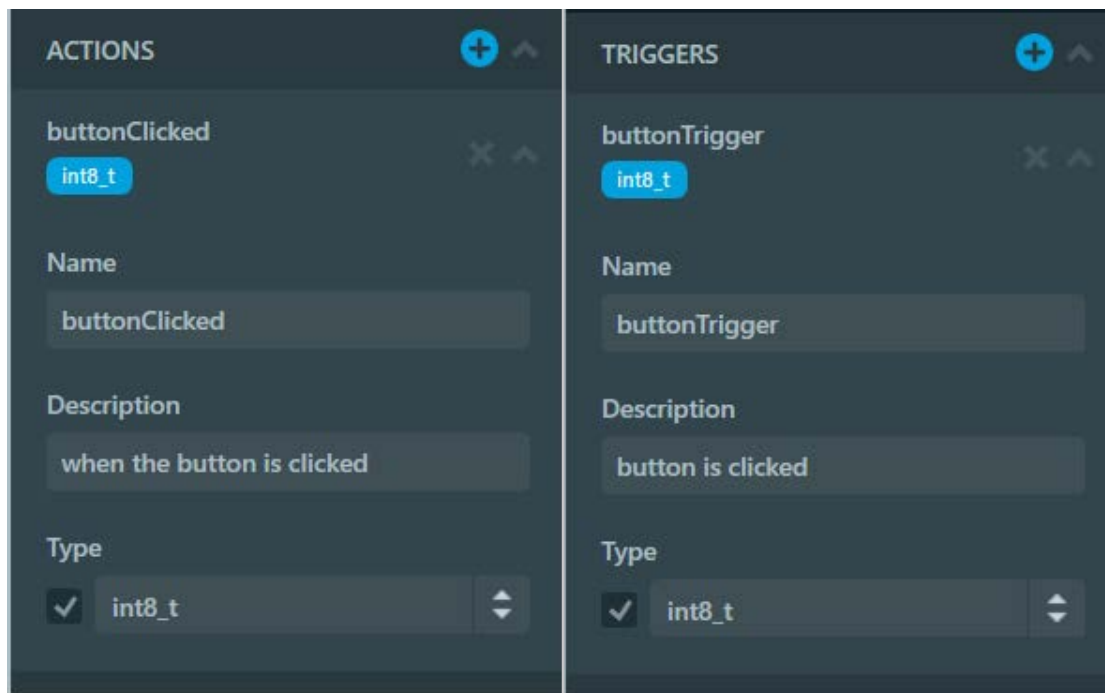 ACTIONS
buttonClicked
int8_t
Name
buttonClicked
Description
when the button is clicked
Type
int8_t
TRIGGERS
buttonTrigger
int8_t
Name
buttonTrigger
Description
button is clicked
Type
int8_t